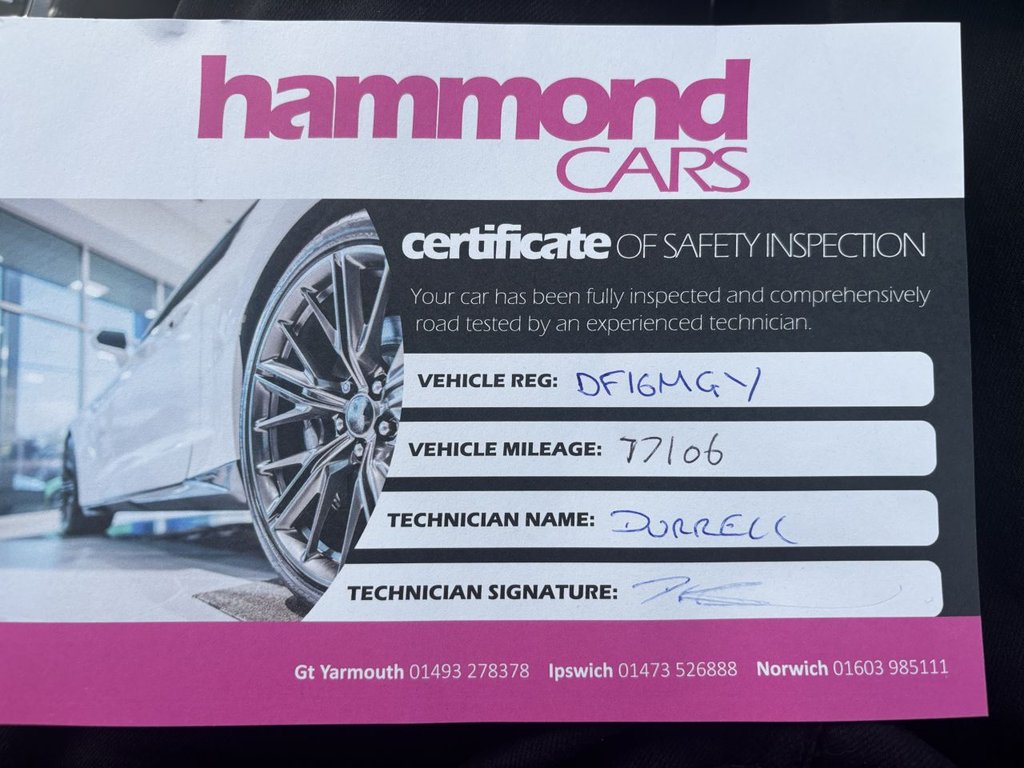 hammond
CARS
certificate OF SAFETY INSPECTION
Your car has been fully inspected and comprehensively
road tested by an experienced technician.
VEHICLE REG: DF16MGY
VEHICLE MILEAGE: 77106
TECHNICIAN NAME: DURRELL
TECHNICIAN SIGNATURE:
Gt Yarmouth 01493 278378 Ipswich 01473 526888 Norwich 01603 985111